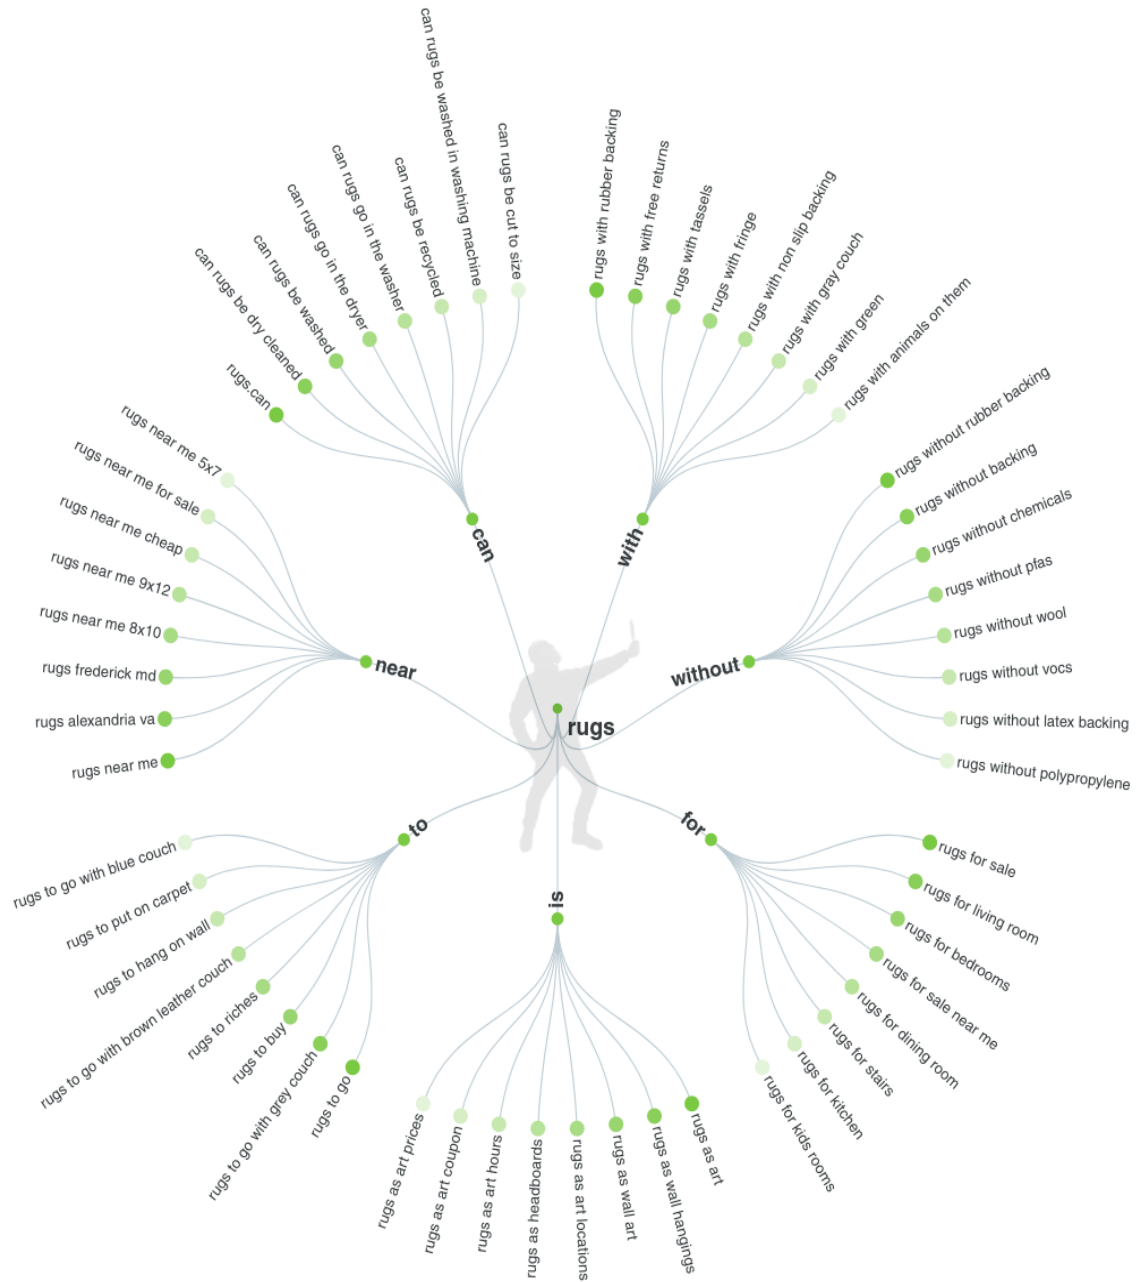 rugs
can
rugs.can
can rugs be dry cleaned
can rugs be washed
can rugs go in the dryer
can rugs go in the washer
can rugs be recycled
can rugs be washed in washing machine
can rugs be cut to size
with
rugs with rubber backing
rugs with free returns
rugs with tassels
rugs with fringe
rugs with non slip backing
rugs with gray couch
rugs with green
rugs with animals on them
without
rugs without rubber backing
rugs without backing
rugs without chemicals
rugs without pfas
rugs without wool
rugs without vocs
rugs without latex backing
rugs without polypropylene
for
rugs for sale
rugs for living room
rugs for bedrooms
rugs for sale near me
rugs for dining room
rugs for stairs
rugs for kitchen
rugs for kids rooms
is
rugs as art
rugs as wall hangings
rugs as wall art
rugs as art locations
rugs as headboards
rugs as art hours
rugs as art coupon
rugs as art prices
to
rugs to go
rugs to go with grey couch
rugs to buy
rugs to riches
rugs to go with brown leather couch
rugs to hang on wall
rugs to put on carpet
rugs to go with blue couch
near
rugs near me
rugs alexandria va
rugs frederick md
rugs near me 8x10
rugs near me 9x12
rugs near me cheap
rugs near me for sale
rugs near me 5x7